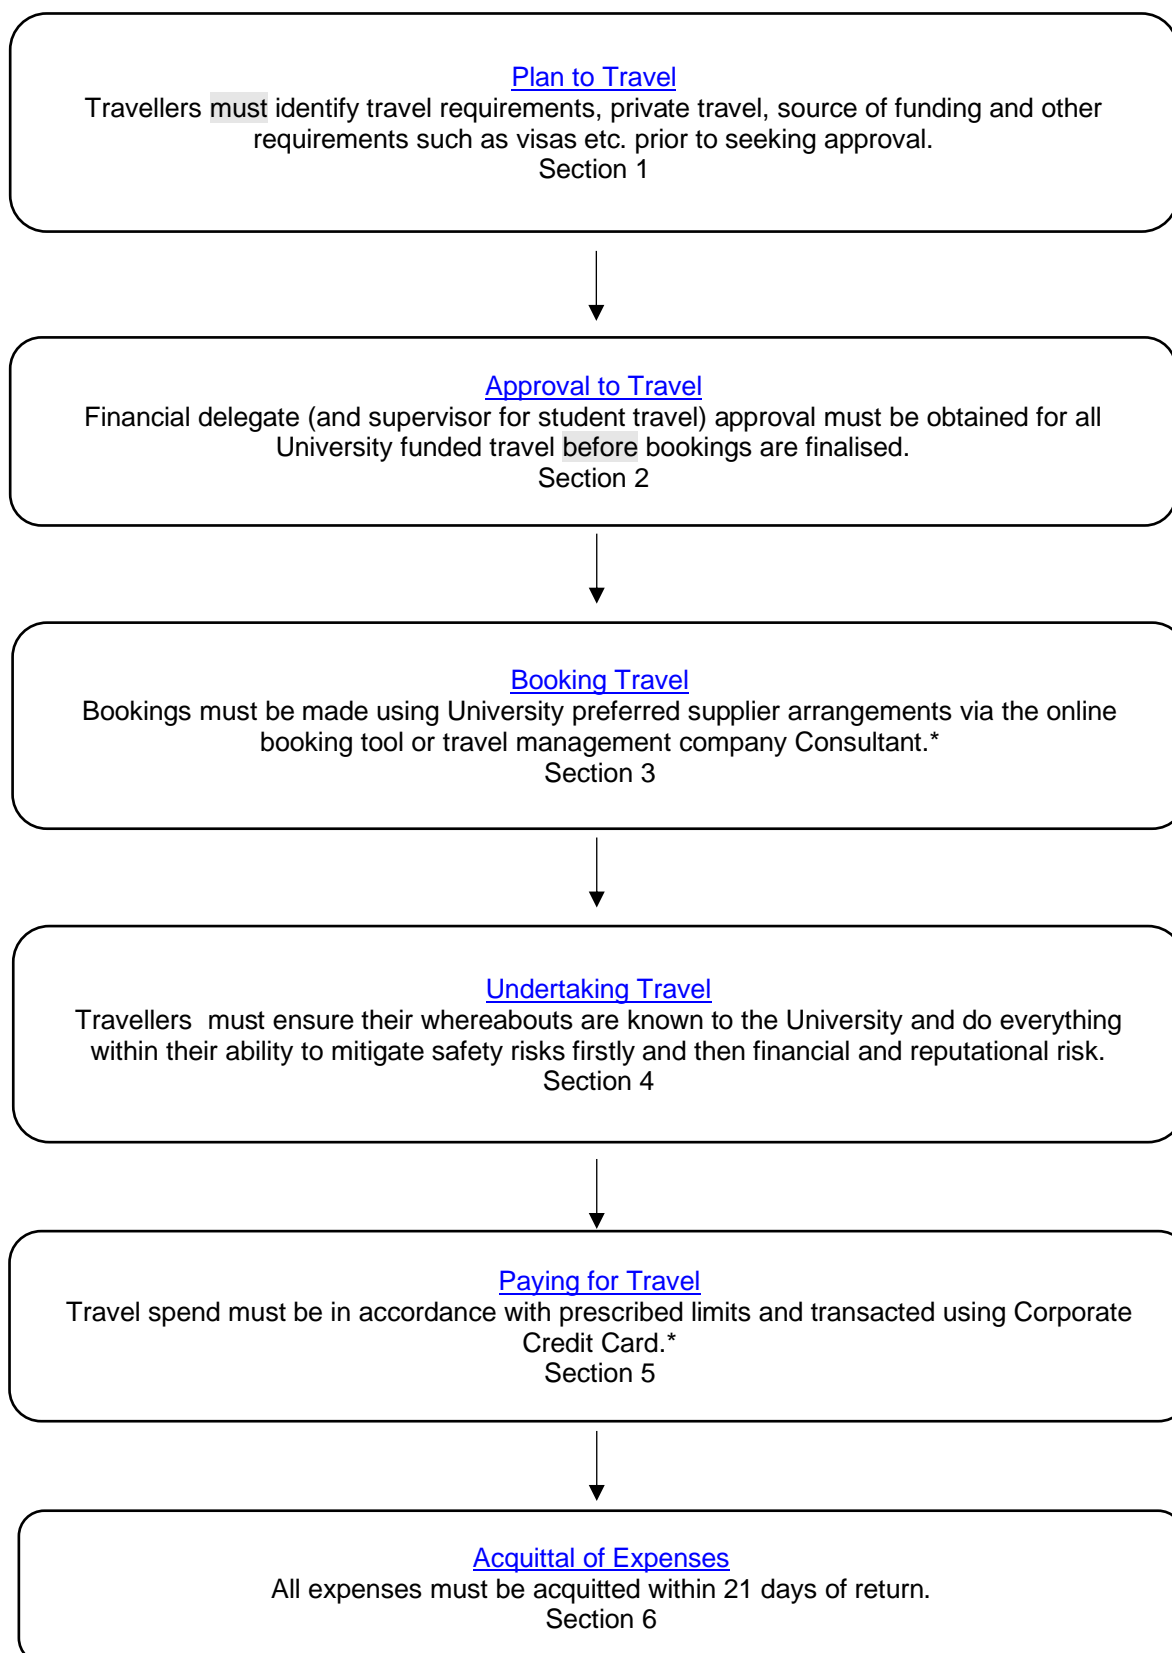 Plan to Travel
Travellers must identify travel requirements, private travel, source of funding and other
requirements such as visas etc. prior to seeking approval.
Section 1
Approval to Travel
Financial delegate (and supervisor for student travel) approval must be obtained for all
University funded travel before bookings are finalised.
Section 2
Booking Travel
Bookings must be made using University preferred supplier arrangements via the online
booking tool or travel management company Consultant.*
Section 3
Undertaking Travel
Travellers  must ensure their whereabouts are known to the University and do everything
within their ability to mitigate safety risks firstly and then financial and reputational risk.
Section 4
Paying for Travel
Travel spend must be in accordance with prescribed limits and transacted using Corporate
Credit Card.*
Section 5
Acquittal of Expenses
All expenses must be acquitted within 21 days of return.
Section 6